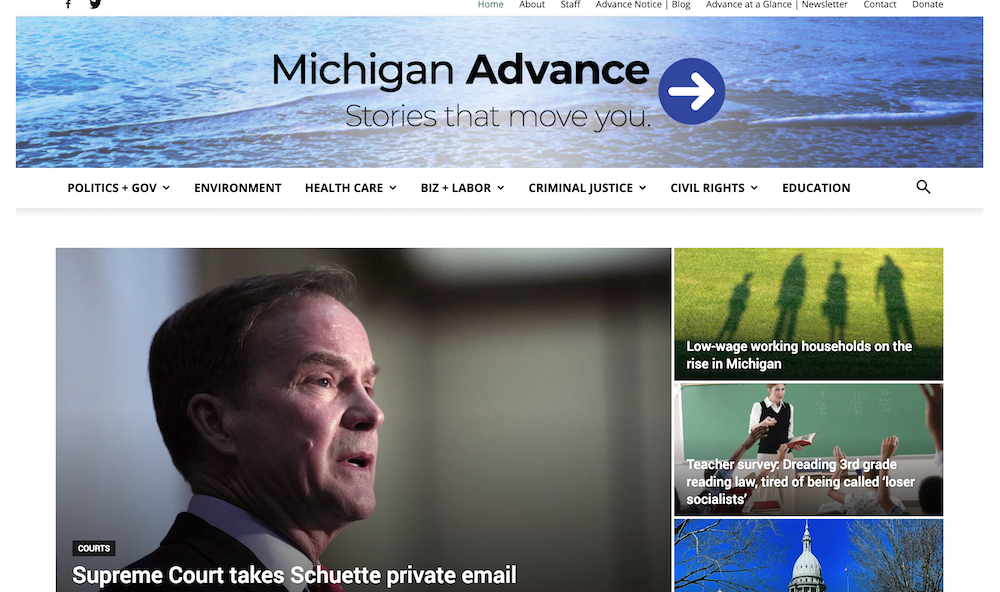 Home About Staff Advance Notice | Blog Advance at a Glance | Newsletter Contact Donate
Michigan Advance
Stories that move you.
POLITICS + GOV ENVIRONMENT HEALTH CARE BIZ + LABOR CRIMINAL JUSTICE CIVIL RIGHTS EDUCATION
COURTS
Supreme Court takes Schuette private email
Low-wage working households on the
rise in Michigan
Teacher survey: Dreading 3rd grade
reading law, tired of being called ‘loser
socialists’